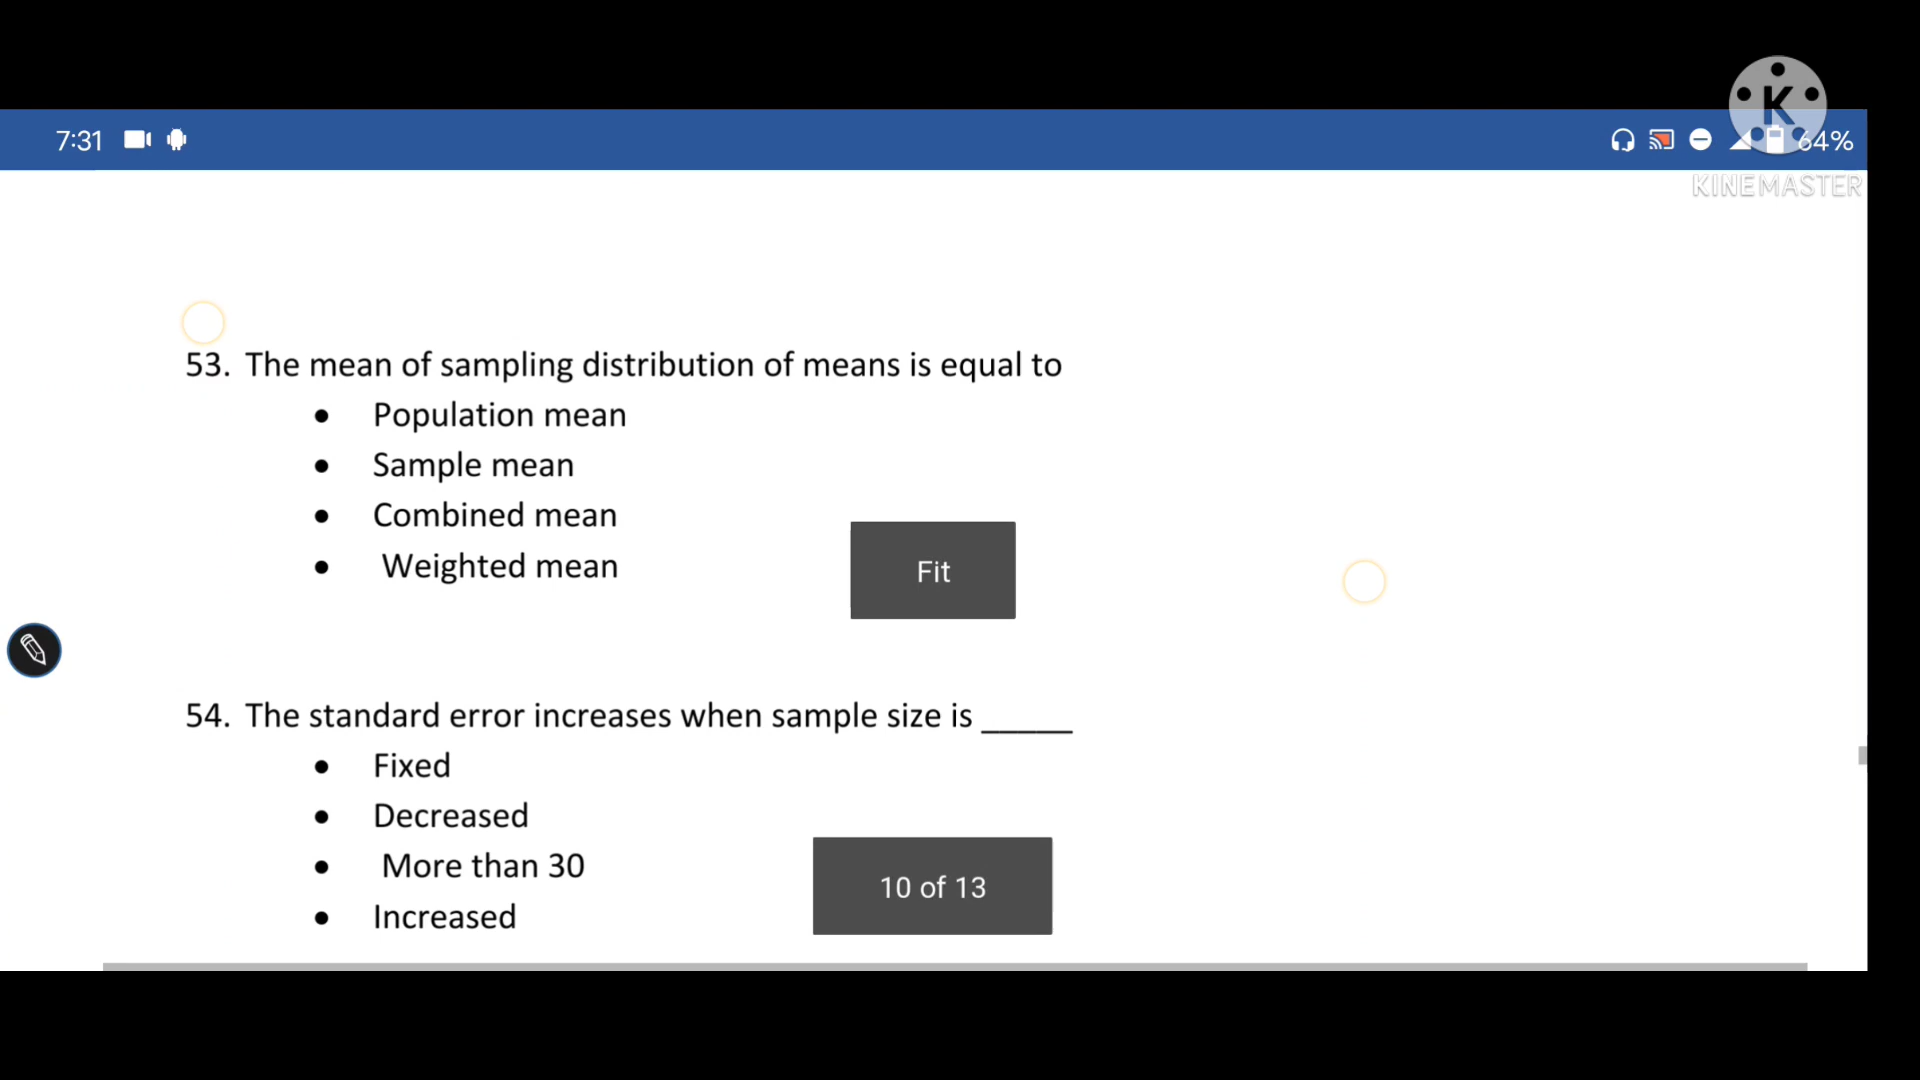 7:31
64%
K
KINEMASTER
53. The mean of sampling distribution of means is equal to
• Population mean
• Sample mean
• Combined mean
• Weighted mean
Fit
54. The standard error increases when sample size is _____
• Fixed
• Decreased
• More than 30
• Increased
10 of 13